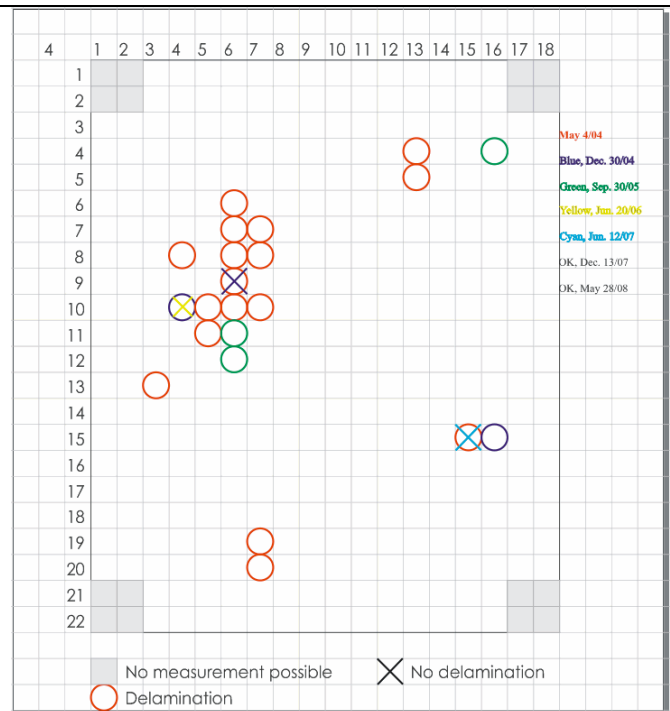 4 1 2 3 4 5 6 7 8 9 10 11 12 13 14 15 16 17 18
1
2
3
May 4/04
4
Blue, Dec. 30/04
5
Green, Sep. 30/05
6
Yellow, Jun. 20/06
7
Cyan, Jun. 12/07
8
OK, Dec. 13/07
9
OK, May 28/08
10
11
12
13
14
15
16
17
18
19
20
21
22
No measurement possible
No delamination
Delamination